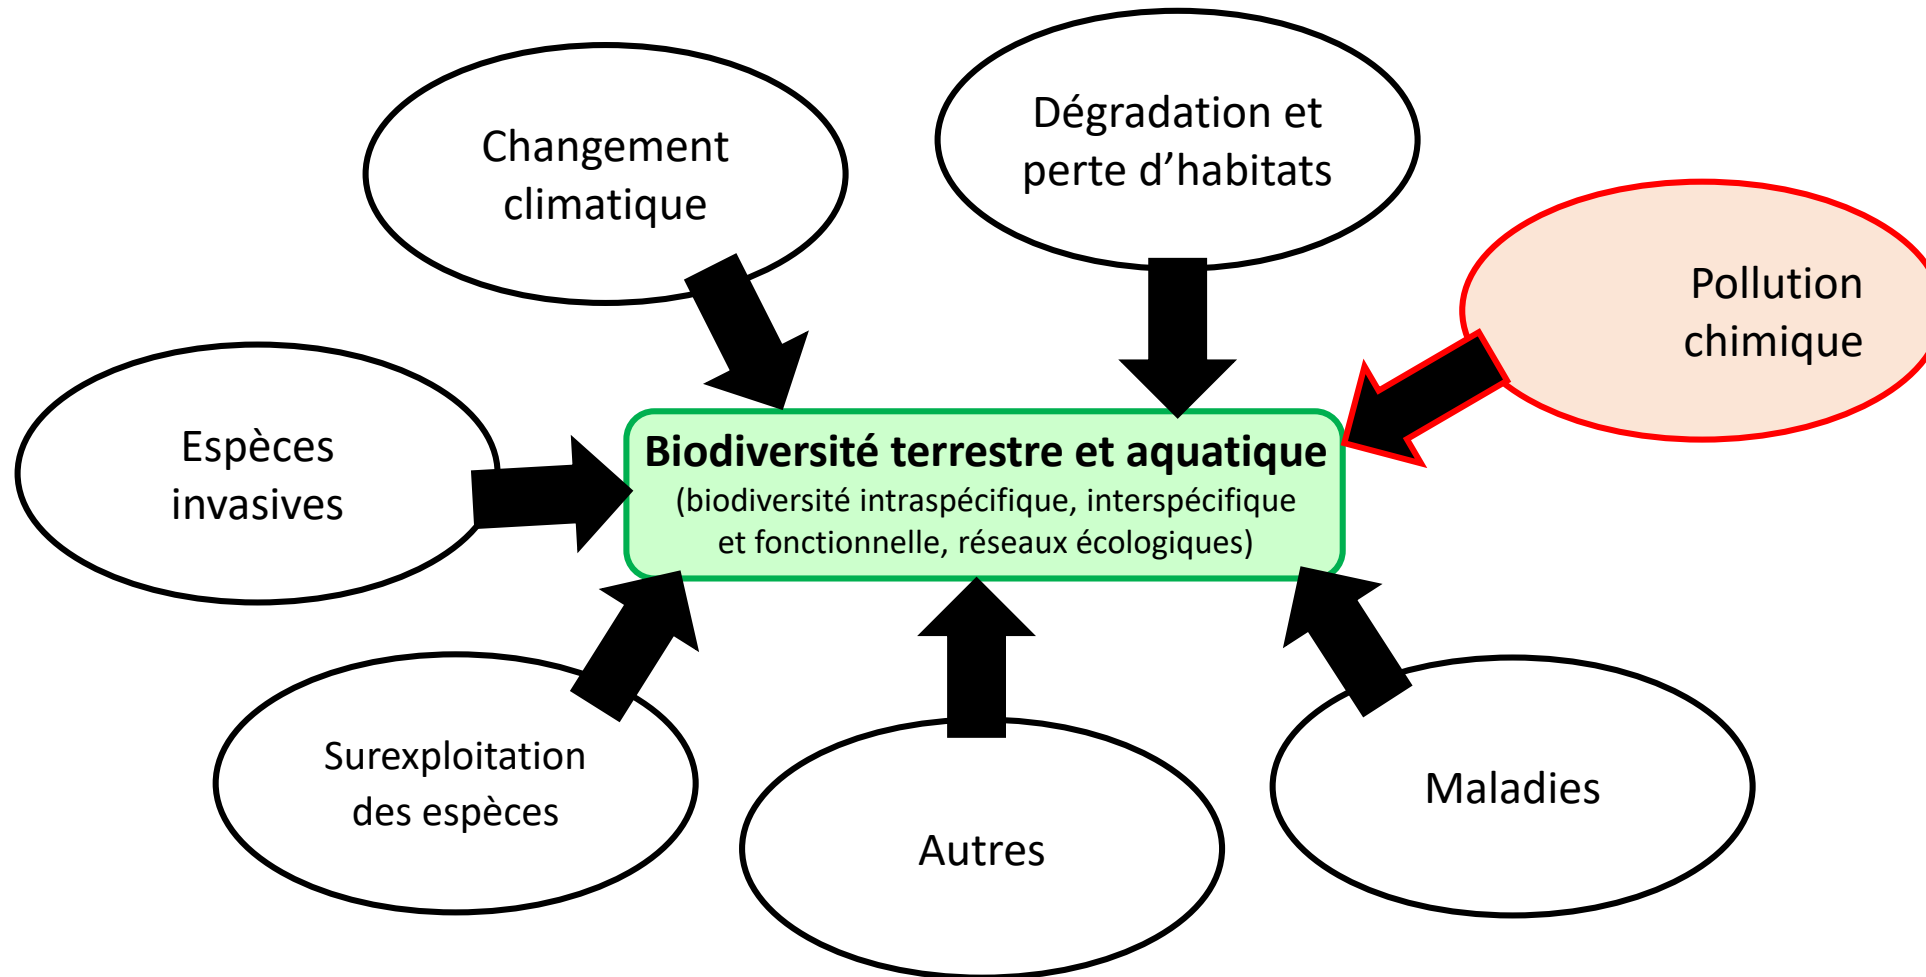 Changement
climatique
Dégradation et
perte d’habitats
Pollution
chimique
Espèces
invasives
Biodiversité terrestre et aquatique
(biodiversité intraspécifique, interspécifique
et fonctionnelle, réseaux écologiques)
Surexploitation
des espèces
Autres
Maladies